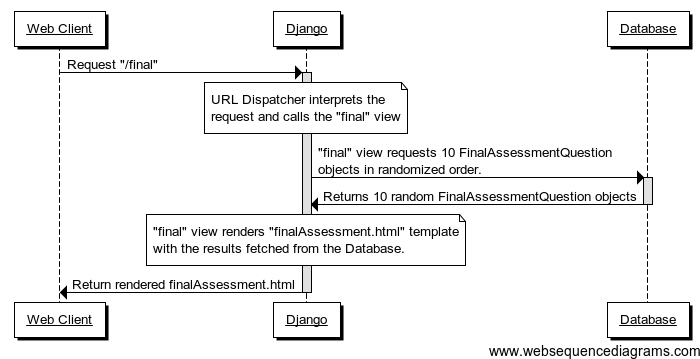 Web Client
Django
Database
Request "/final"
URL Dispatcher interprets the
request and calls the "final" view
"final" view requests 10 FinalAssessmentQuestion
objects in randomized order.
Returns 10 random FinalAssessmentQuestion objects
"final" view renders "finalAssessment.html" template
with the results fetched from the Database.
Return rendered finalAssessment.html
Web Client
Django
Database
www.websequencediagrams.com